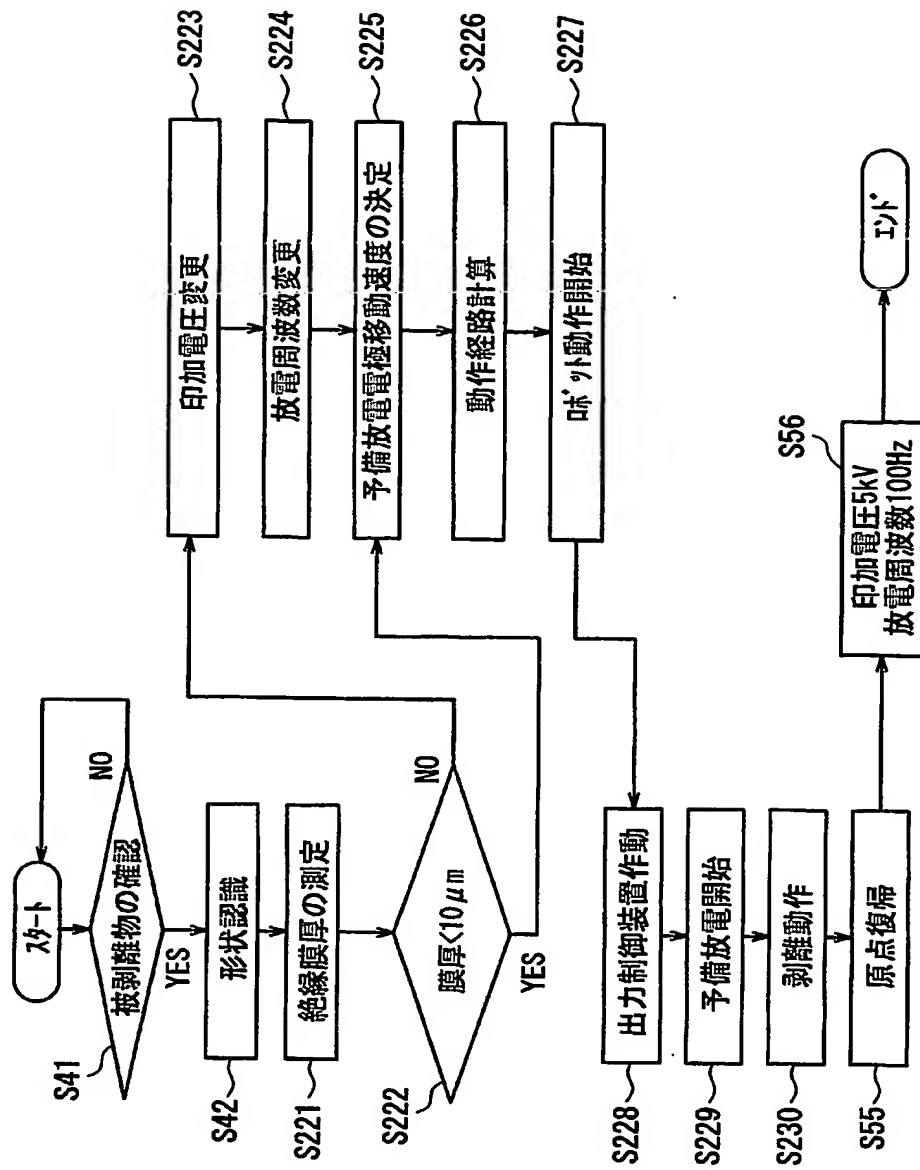 スタート
S41
被剥離物の確認
NO
YES
S42
形状認識
S221
絶縁膜厚の測定
S222
膜厚<10μm
NO
YES
S223
印加電圧変更
S224
放電周波数変更
S225
予備放電電極移動速度の決定
S226
動作経路計算
S227
ロボット動作開始
S228
出力制御装置作動
S229
予備放電開始
S230
剥離動作
S55
原点復帰
S56
印加電圧5kV
放電周波数100Hz
エンド